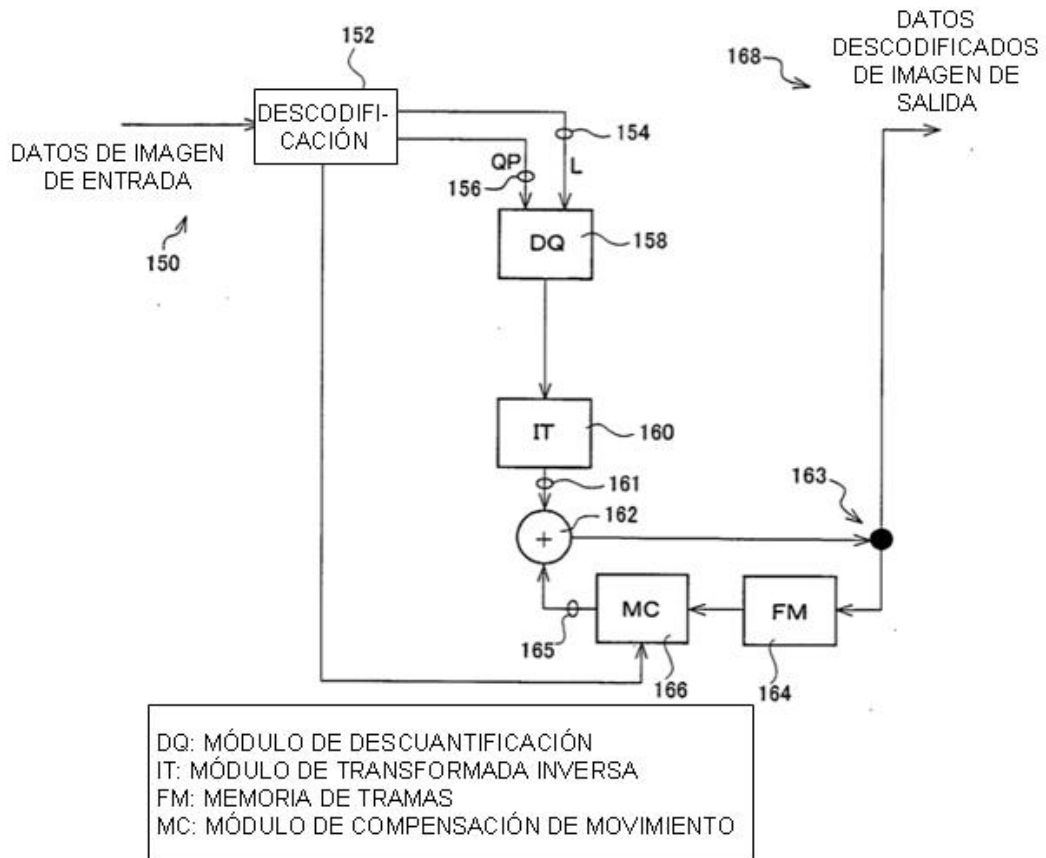 DATOS
DESCODIFICADOS
DE IMAGEN DE
SALIDA
168
152
DESCODIFI-
CACIÓN
154
DATOS DE IMAGEN
DE ENTRADA
QP
156
L
150
DQ
158
IT
160
161
163
162
+
MC
FM
165
166
164
DQ: MÓDULO DE DESCUANTIFICACIÓN
IT: MÓDULO DE TRANSFORMADA INVERSA
FM: MEMORIA DE TRAMAS
MC: MÓDULO DE COMPENSACIÓN DE MOVIMIENTO